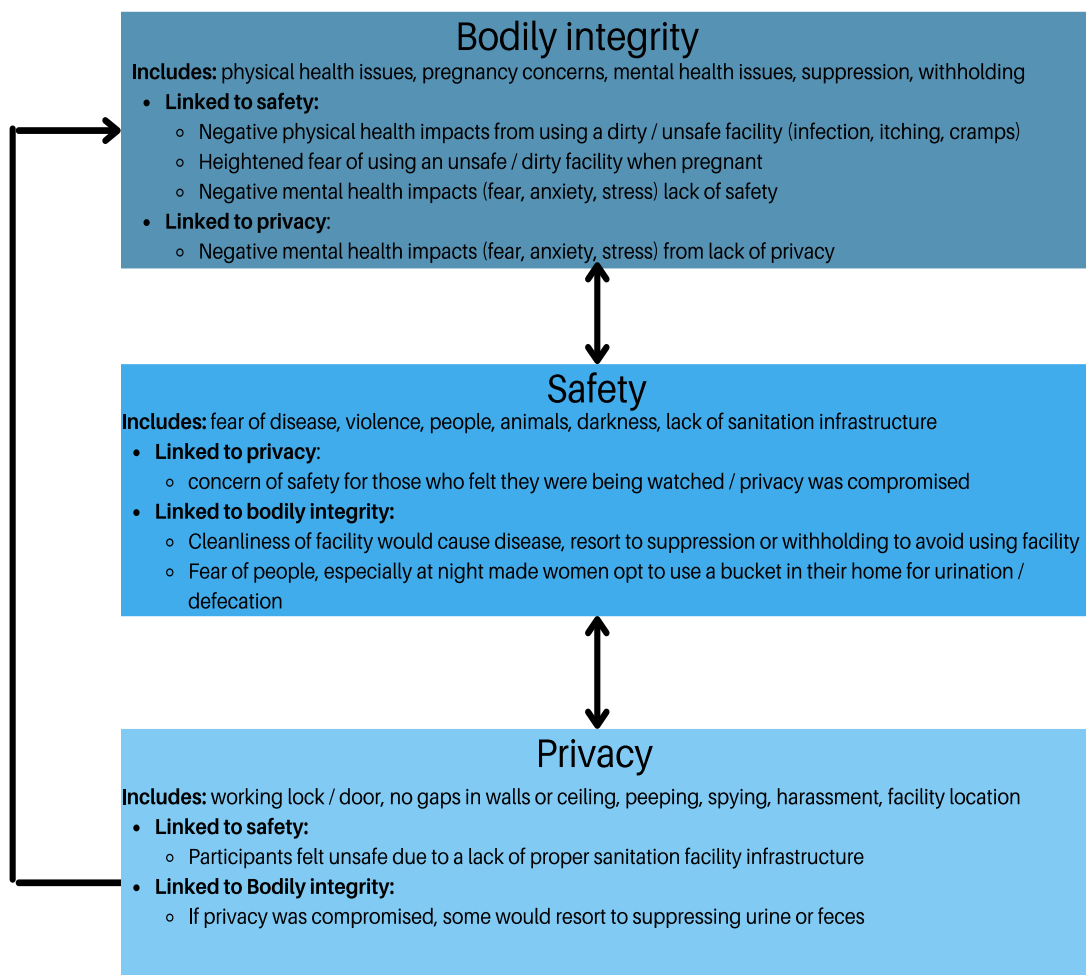 Bodily integrity
Includes: physical health issues, pregnancy concerns, mental health issues, suppression, withholding
• Linked to safety:
◦ Negative physical health impacts from using a dirty / unsafe facility (infection, itching, cramps)
◦ Heightened fear of using an unsafe / dirty facility when pregnant
◦ Negative mental health impacts (fear, anxiety, stress) lack of safety
• Linked to privacy:
◦ Negative mental health impacts (fear, anxiety, stress) from lack of privacy
Safety
Includes: fear of disease, violence, people, animals, darkness, lack of sanitation infrastructure
• Linked to privacy:
◦ concern of safety for those who felt they were being watched / privacy was compromised
• Linked to bodily integrity:
◦ Cleanliness of facility would cause disease, resort to suppression or withholding to avoid using facility
◦ Fear of people, especially at night made women opt to use a bucket in their home for urination /
defecation
Privacy
Includes: working lock / door, no gaps in walls or ceiling, peeping, spying, harassment, facility location
• Linked to safety:
◦ Participants felt unsafe due to a lack of proper sanitation facility infrastructure
• Linked to Bodily integrity:
◦ If privacy was compromised, some would resort to suppressing urine or feces